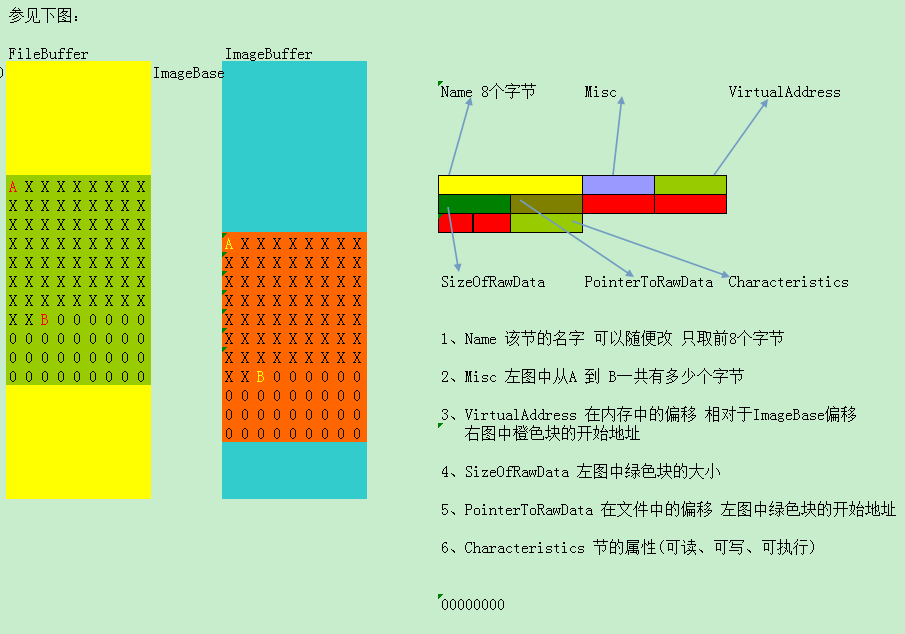 参见下图：
FileBuffer
ImageBuffer
0
ImageBase
A X X X X X X X X
X X X X X X X X X
X X X X X X X X X
X X X X X X X X X
X X X X X X X X X
X X X X X X X X X
X X X X X X X X X
X X B 0 0 0 0 0 0
0 0 0 0 0 0 0 0 0
0 0 0 0 0 0 0 0 0
0 0 0 0 0 0 0 0 0
A X X X X X X X X
X X X X X X X X X
X X X X X X X X X
X X X X X X X X X
X X X X X X X X X
X X X X X X X X X
X X X X X X X X X
X X B 0 0 0 0 0 0
0 0 0 0 0 0 0 0 0
0 0 0 0 0 0 0 0 0
0 0 0 0 0 0 0 0 0
Name 8个字节
Misc
VirtualAddress
SizeOfRawData
PointerToRawData
Characteristics
1、Name 该节的名字 可以随便改 只取前8个字节
2、Misc 左图中从A 到 B一共有多少个字节
3、VirtualAddress 在内存中的偏移 相对于ImageBase偏移
右图中橙色块的开始地址
4、SizeOfRawData 左图中绿色块的大小
5、PointerToRawData 在文件中的偏移 左图中绿色块的开始地址
6、Characteristics 节的属性(可读、可写、可执行)
00000000